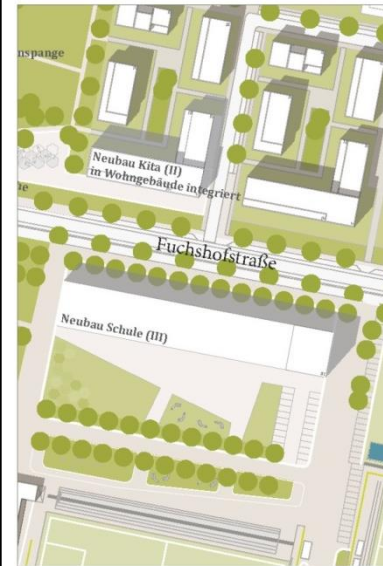 nspange
Neubau Kita (II)
in Wohngebäude integriert
Fuchshofstraße
Neubau Schule (III)